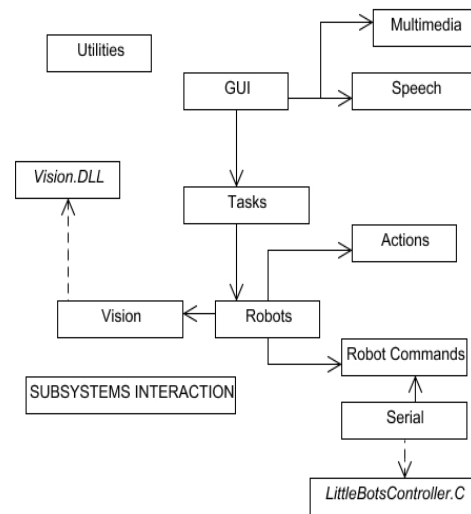 Multimedia
Utilities
GUI
Speech
Vision.DLL
Tasks
Actions
Vision
Robots
Robot Commands
SUBSYSTEMS INTERACTION
Serial
LittleBotsController.C